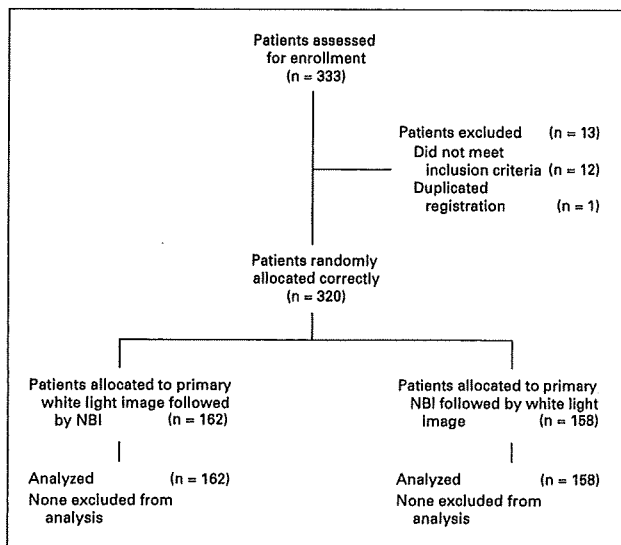 Patients assessed
for enrollment
(n = 333)
Patients excluded (n = 13)
Did not meet
inclusion criteria (n = 12)
Duplicated
registration (n = 1)
Patients randomly
allocated correctly
(n = 320)
Patients allocated to primary
white light image followed
by NBI (n = 162)
Analyzed (n = 162)
None excluded from
analysis
Patients allocated to primary
NBI followed by white light
Image (n = 158)
Analyzed (n = 158)
None excluded from
analysis